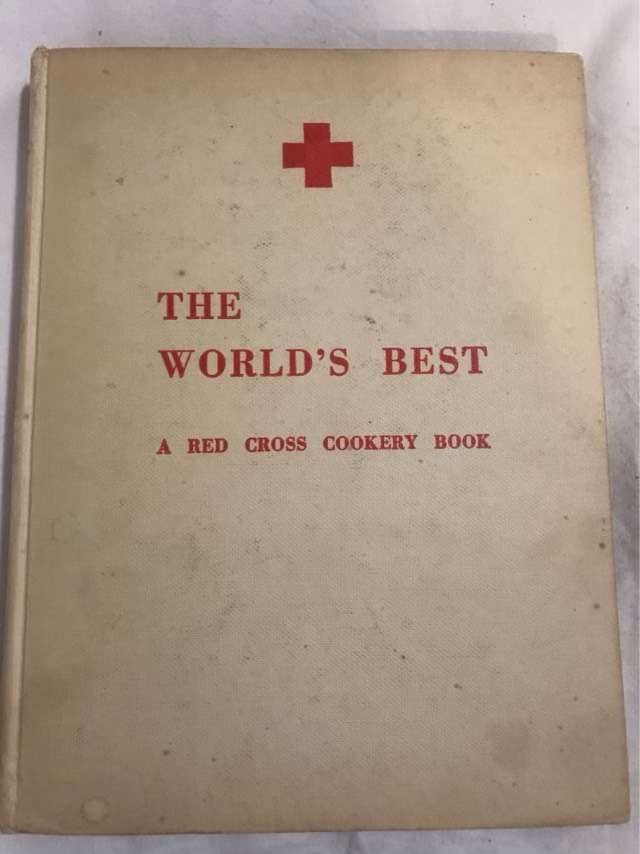 THE
WORLD'S BEST
A RED CROSS COOKERY BOOK